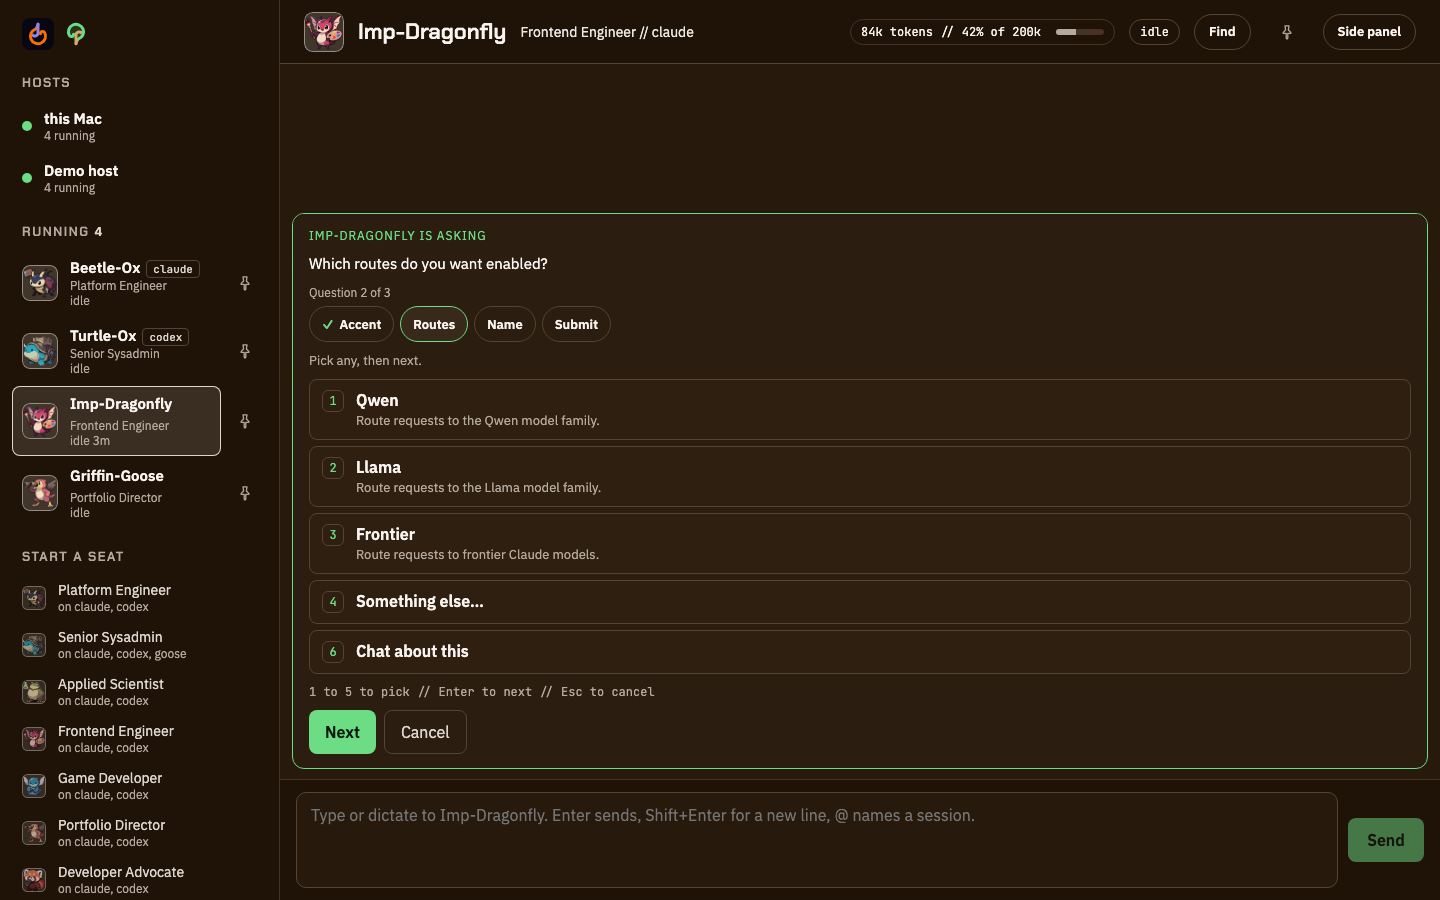 HOSTS
this Mac
4 running
Demo host
4 running
RUNNING 4
Beetle-Ox claude
Platform Engineer
idle
Turtle-Ox codex
Senior Sysadmin
idle
Imp-Dragonfly
Frontend Engineer
idle 3m
Griffin-Goose
Portfolio Director
idle
START A SEAT
Platform Engineer
on claude, codex
Senior Sysadmin
on claude, codex, goose
Applied Scientist
on claude, codex
Frontend Engineer
on claude, codex
Game Developer
on claude, codex
Portfolio Director
on claude, codex
Developer Advocate
on claude, codex
Imp-Dragonfly Frontend Engineer // claude 84k tokens // 42% of 200k idle Find Side panel
IMP-DRAGONFLY IS ASKING
Which routes do you want enabled?
Question 2 of 3
✓ Accent Routes Name Submit
Pick any, then next.
1 Qwen
Route requests to the Qwen model family.
2 Llama
Route requests to the Llama model family.
3 Frontier
Route requests to frontier Claude models.
4 Something else...
6 Chat about this
1 to 5 to pick // Enter to next // Esc to cancel
Next Cancel
Type or dictate to Imp-Dragonfly. Enter sends, Shift+Enter for a new line, @ names a session.
Send